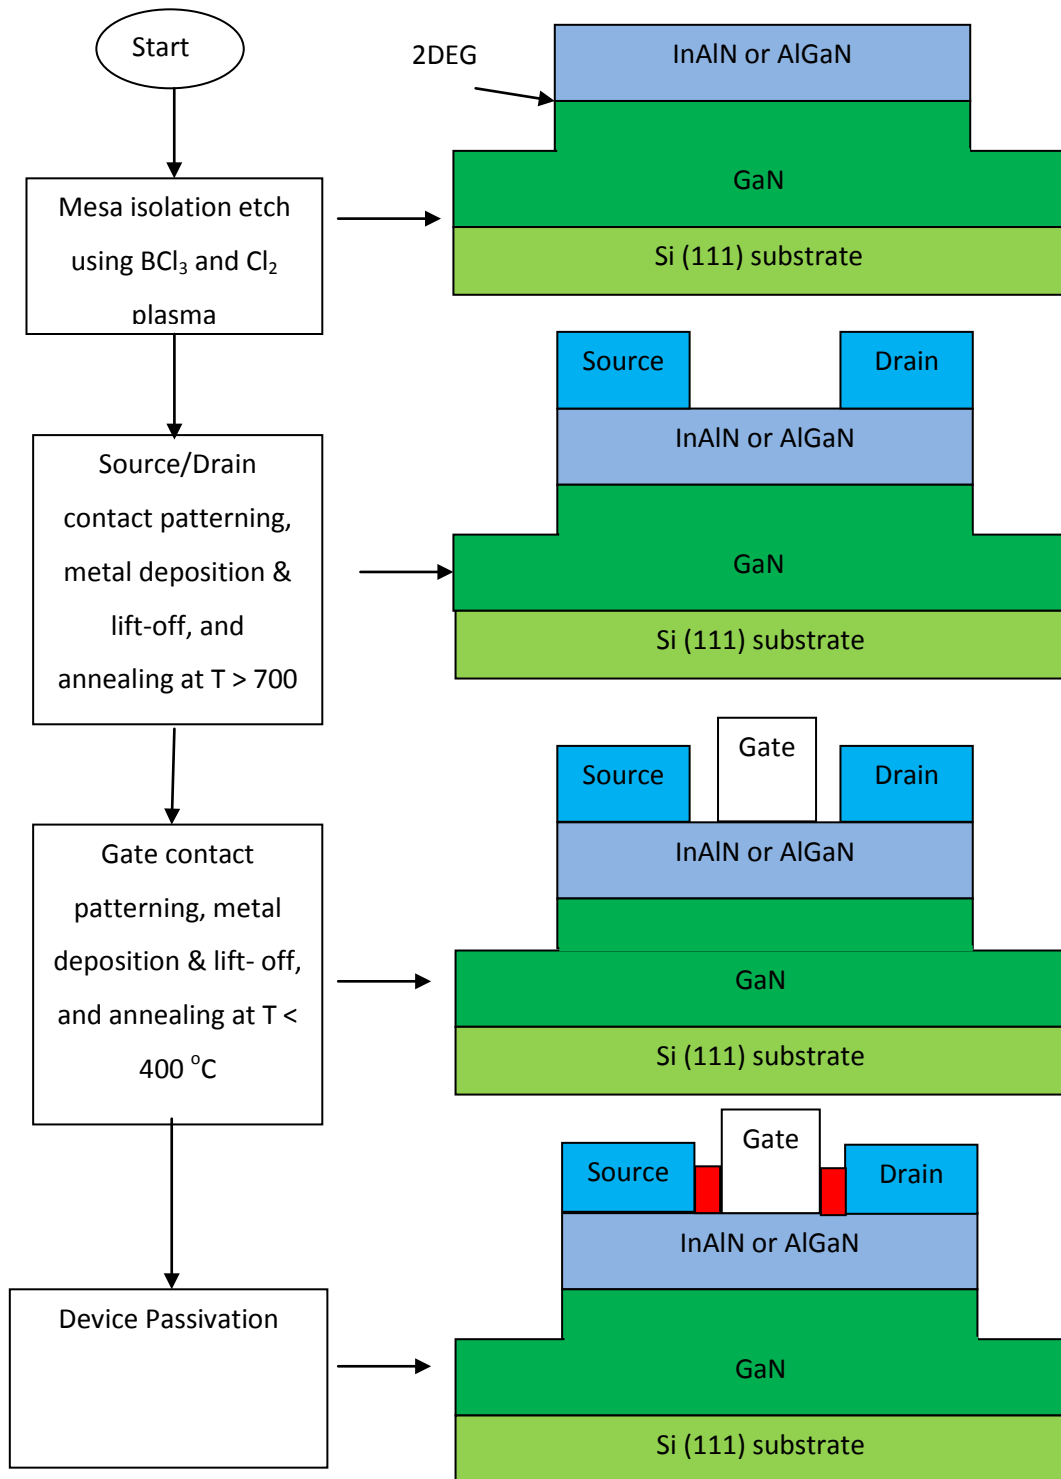 Start
2DEG
InAlN or AlGaN
GaN
Si (111) substrate
Mesa isolation etch
using BCl₃ and Cl₂
plasma
Source
Drain
InAlN or AlGaN
GaN
Si (111) substrate
Source/Drain
contact patterning,
metal deposition &
lift-off, and
annealing at T > 700
Gate
Source
Drain
InAlN or AlGaN
GaN
Si (111) substrate
Gate contact
patterning, metal
deposition & lift- off,
and annealing at T <
400 ᵒC
Gate
Source
Drain
InAlN or AlGaN
GaN
Si (111) substrate
Device Passivation